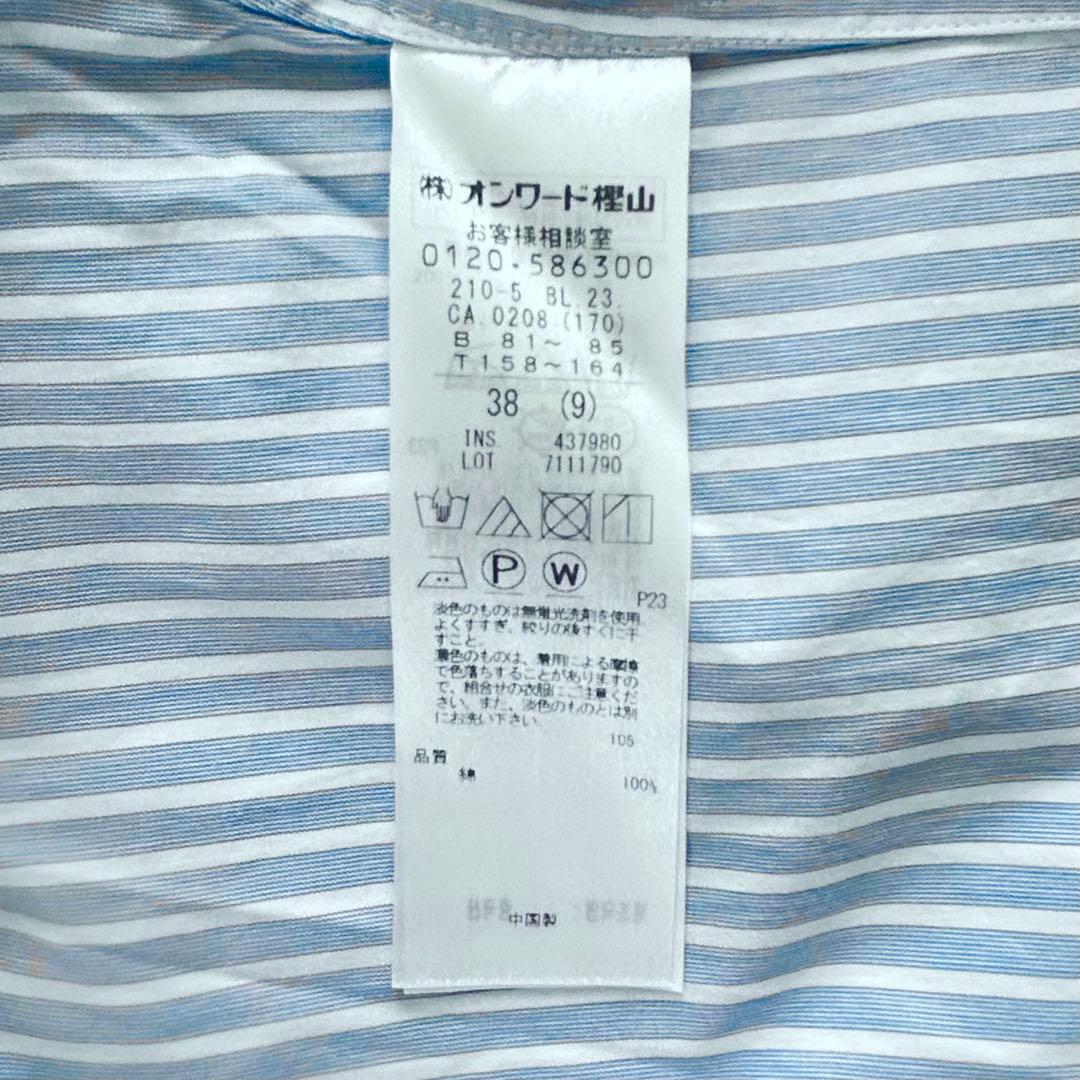 (株)オンワード樫山
お客様相談室
0120・586300
210-5 BL.23.
CA.0208 (170)
B 81～ 85
T158～164
38 (9)
INS. 437980
LOT 7111790
P
W
P23
淡色のものは無蛍光洗剤を使用
よくすすぎ、絞りの後すぐに干
すこと。
濃色のものは、着用による摩擦
で色落ちすることがありますの
で、組合せの衣服にご注意くだ
さい。また、淡色のものとは別
にお洗い下さい。
105
品質
綿 100%
中国製